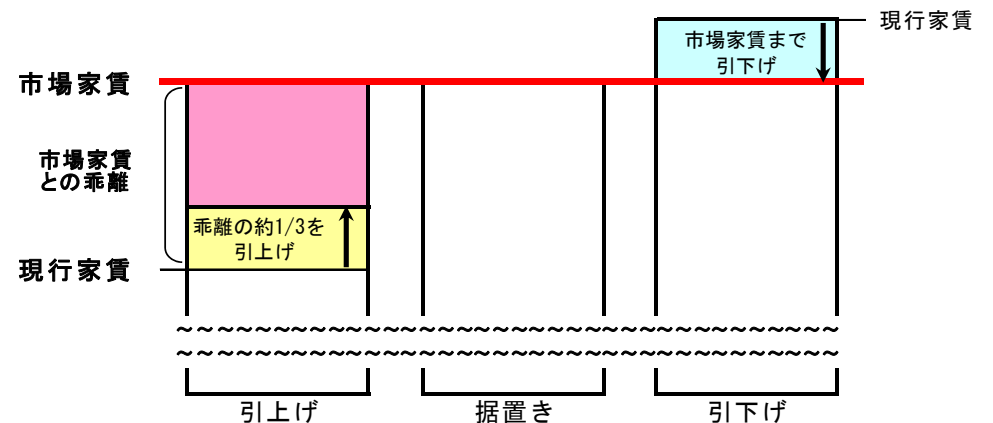 現行家賃
市場家賃まで
引下げ
市場家賃
市場家賃
との乖離
乖離の約1/3を
引上げ
現行家賃
引上げ
据置き
引下げ